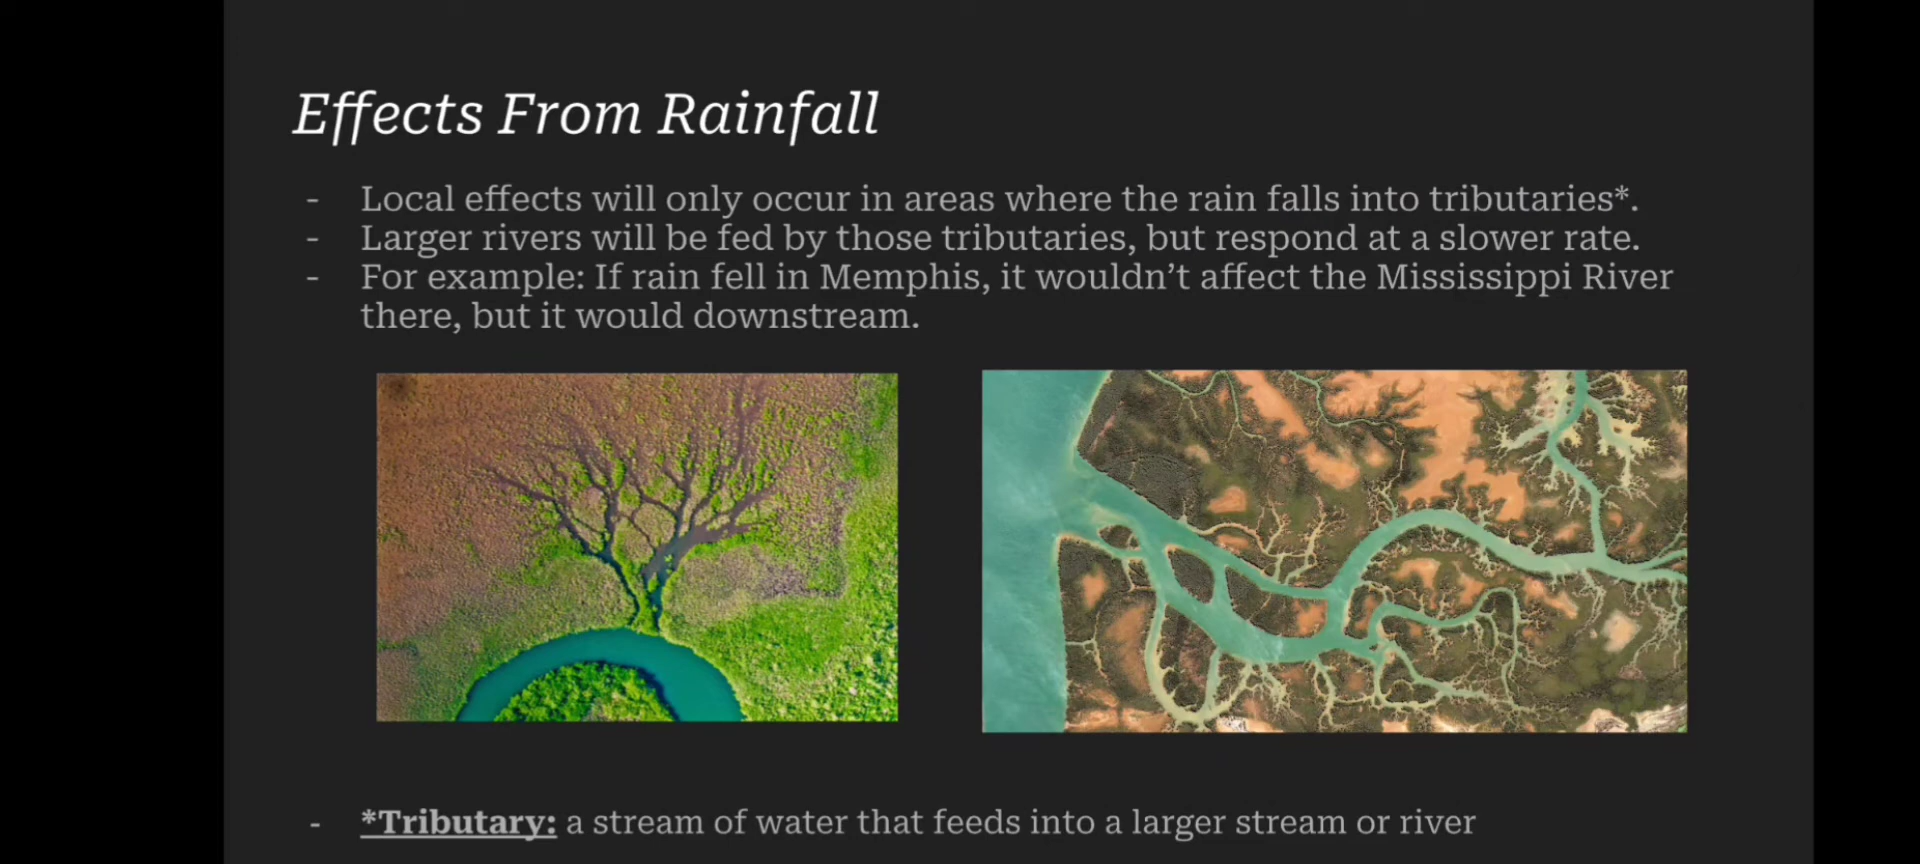 Effects From Rainfall
- Local effects will only occur in areas where the rain falls into tributaries*.
- Larger rivers will be fed by those tributaries, but respond at a slower rate.
- For example: If rain fell in Memphis, it wouldn’t affect the Mississippi River
there, but it would downstream.
- *Tributary: a stream of water that feeds into a larger stream or river